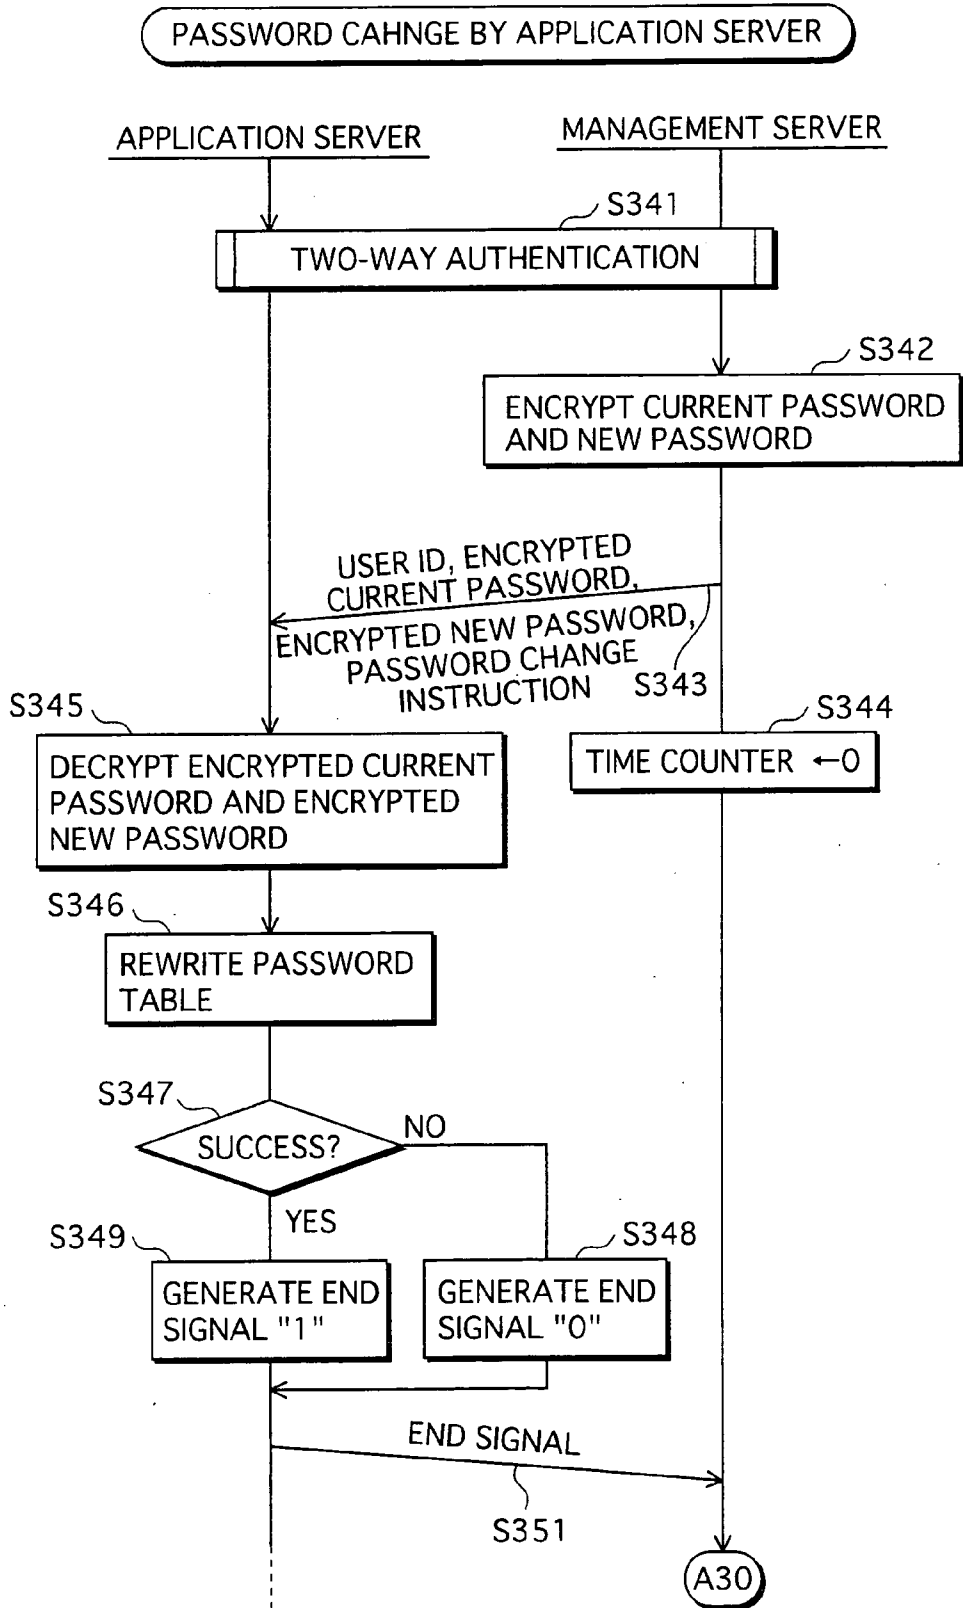 PASSWORD CAHNGE BY APPLICATION SERVER
APPLICATION SERVER
MANAGEMENT SERVER
S341
TWO-WAY AUTHENTICATION
S342
ENCRYPT CURRENT PASSWORD
AND NEW PASSWORD
USER ID, ENCRYPTED
CURRENT PASSWORD,
ENCRYPTED NEW PASSWORD,
PASSWORD CHANGE
INSTRUCTION
S343
S344
TIME COUNTER ←0
S345
DECRYPT ENCRYPTED CURRENT
PASSWORD AND ENCRYPTED
NEW PASSWORD
S346
REWRITE PASSWORD
TABLE
S347
SUCCESS?
NO
YES
S349
GENERATE END
SIGNAL "1"
S348
GENERATE END
SIGNAL "0"
END SIGNAL
S351
A30